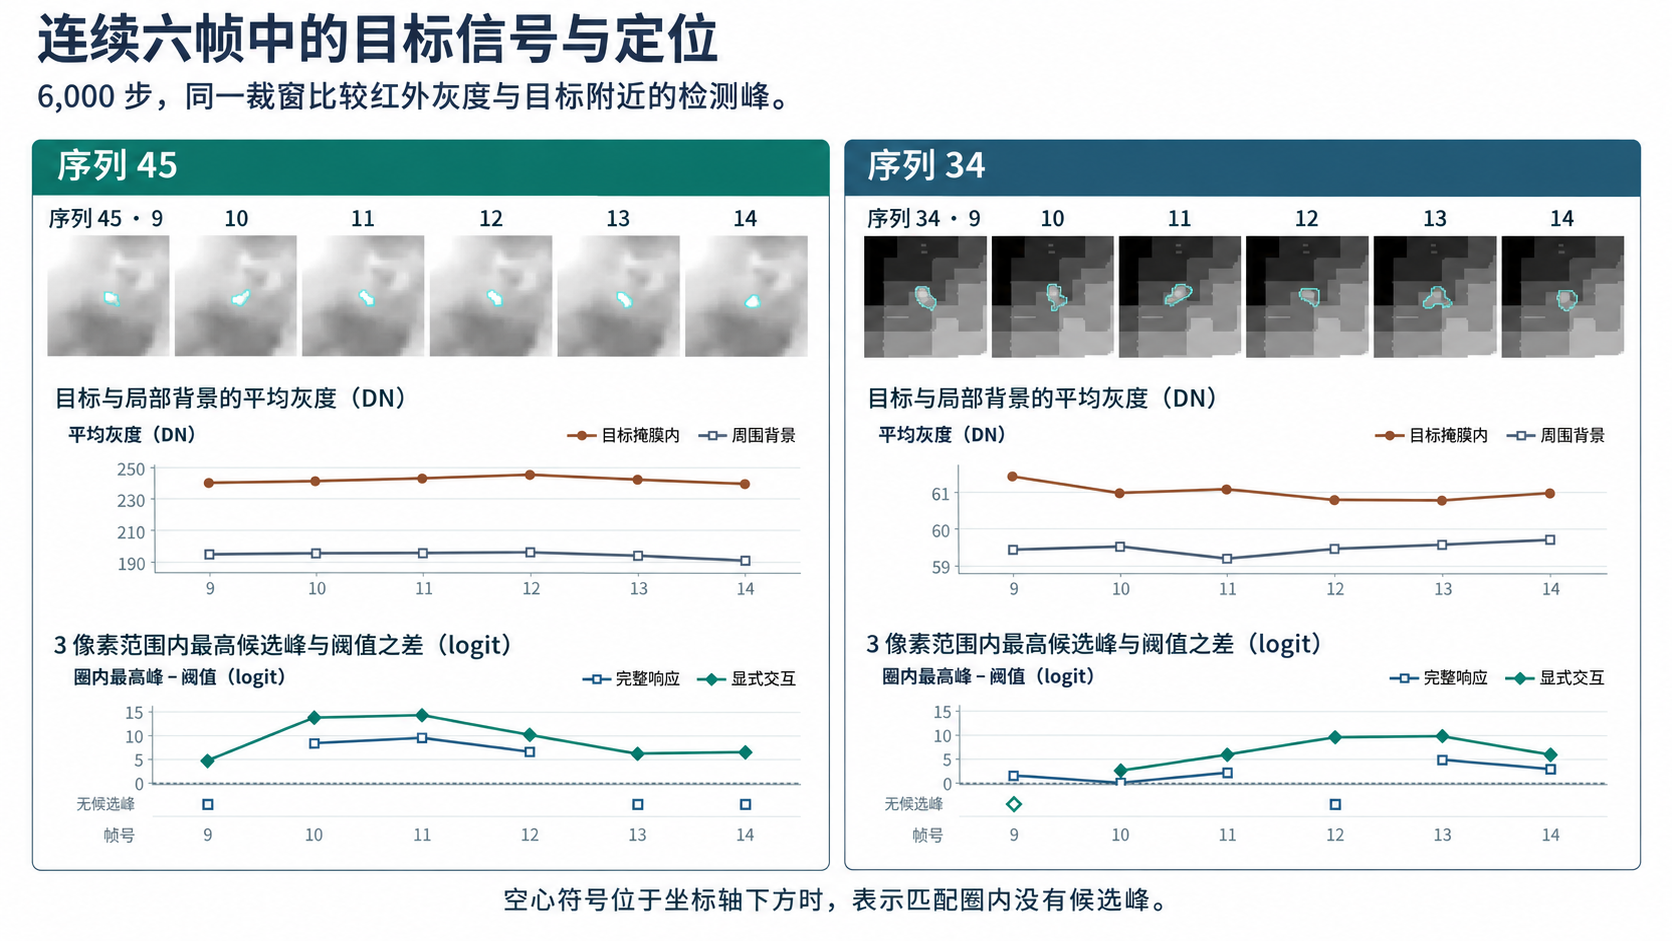 连续六帧中的目标信号与定位
6,000 步，同一裁窗比较红外灰度与目标附近的检测峰。
序列 45
序列 45 · 9 10 11 12 13 14
目标与局部背景的平均灰度（DN）
平均灰度（DN） 目标掩膜内 周围背景
250
230
210
190
9 10 11 12 13 14
3 像素范围内最高候选峰与阈值之差（logit）
圈内最高峰 – 阈值（logit） 完整响应 显式交互
15
10
5
0
无候选峰
帧号 9 10 11 12 13 14
序列 34
序列 34 · 9 10 11 12 13 14
目标与局部背景的平均灰度（DN）
平均灰度（DN） 目标掩膜内 周围背景
61
60
59
9 10 11 12 13 14
3 像素范围内最高候选峰与阈值之差（logit）
圈内最高峰 – 阈值（logit） 完整响应 显式交互
15
10
5
0
无候选峰
帧号 9 10 11 12 13 14
空心符号位于坐标轴下方时，表示匹配圈内没有候选峰。